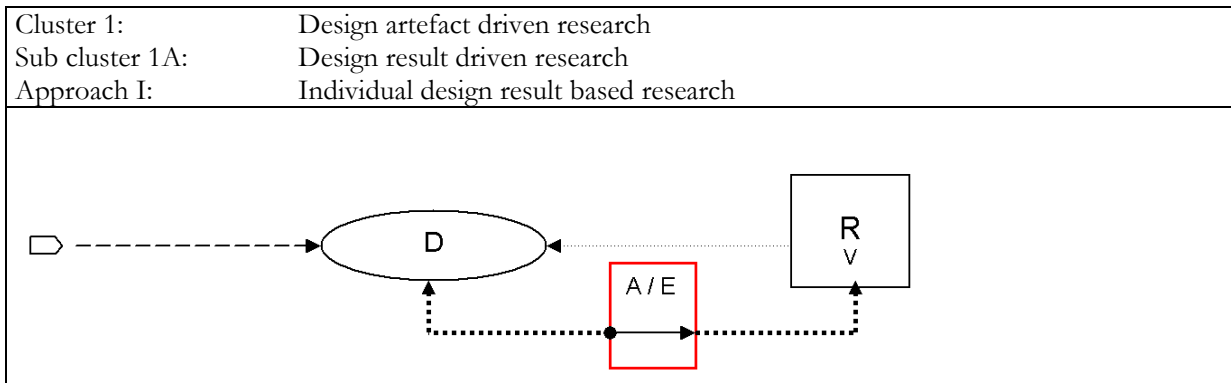 Cluster 1: Design artefact driven research
Sub cluster 1A: Design result driven research
Approach I: Individual design result based research
D
R
V
A / E